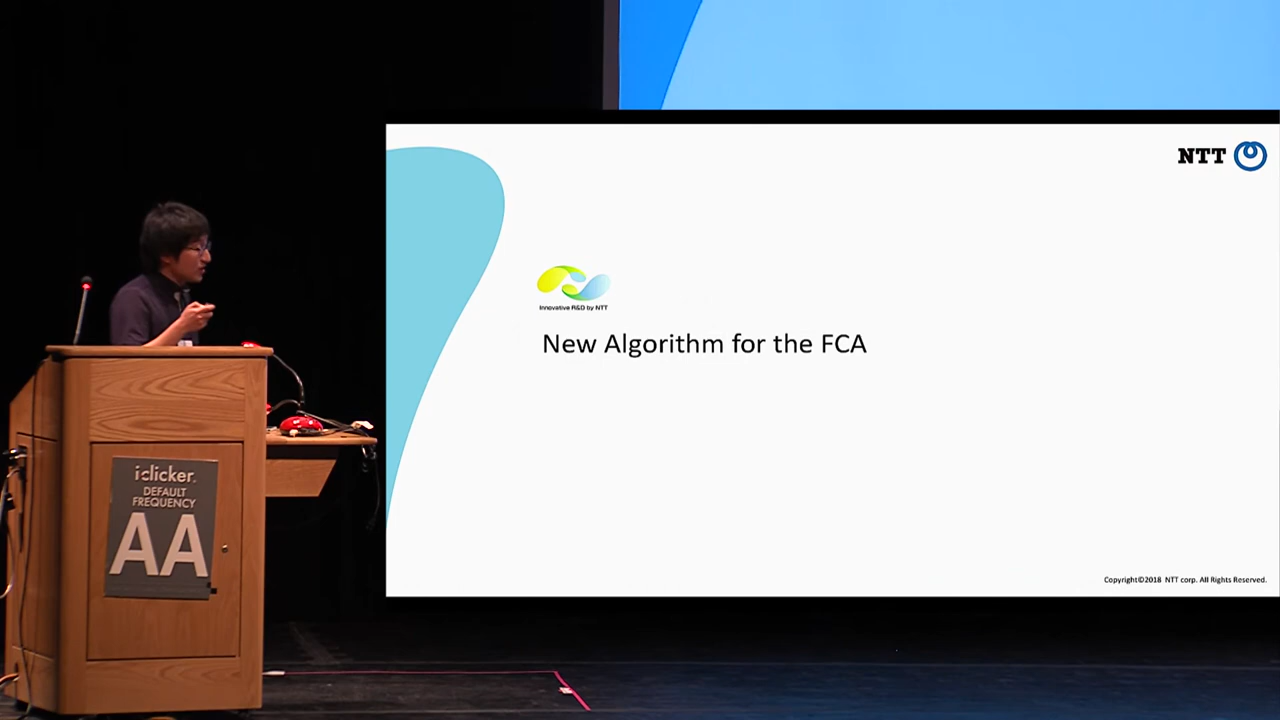 NTT
Innovative R&D by NTT
New Algorithm for the FCA
Copyright©2018 NTT corp. All Rights Reserved.
iclicker.
DEFAULT
FREQUENCY
AA